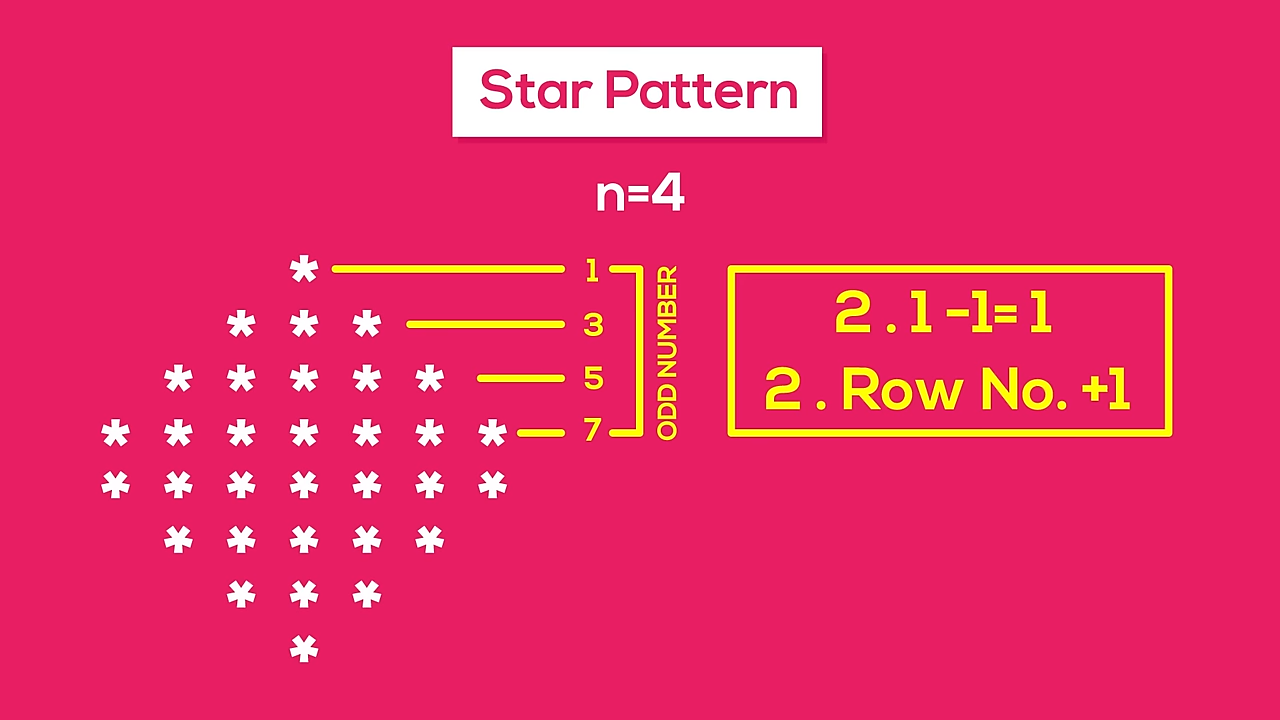 Star Pattern
n=4
* 1
* * * 3
* * * * * 5
* * * * * * * 7
ODD NUMBER
* * * * * * *
* * * * *
* * *
*
2 . 1 -1= 1
2 . Row No. +1